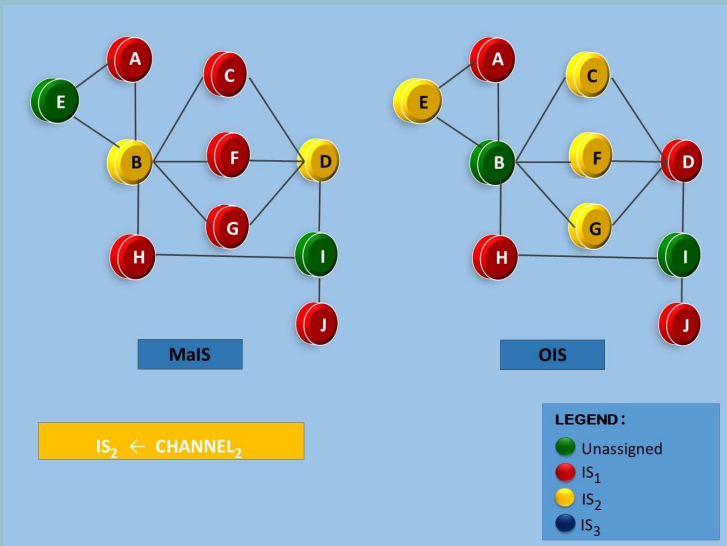 A
C
E
F
B
D
G
H
I
J
MaIS
A
C
E
F
B
D
G
H
I
J
OIS
IS2 ← CHANNEL2
LEGEND:
Unassigned
IS1
IS2
IS3